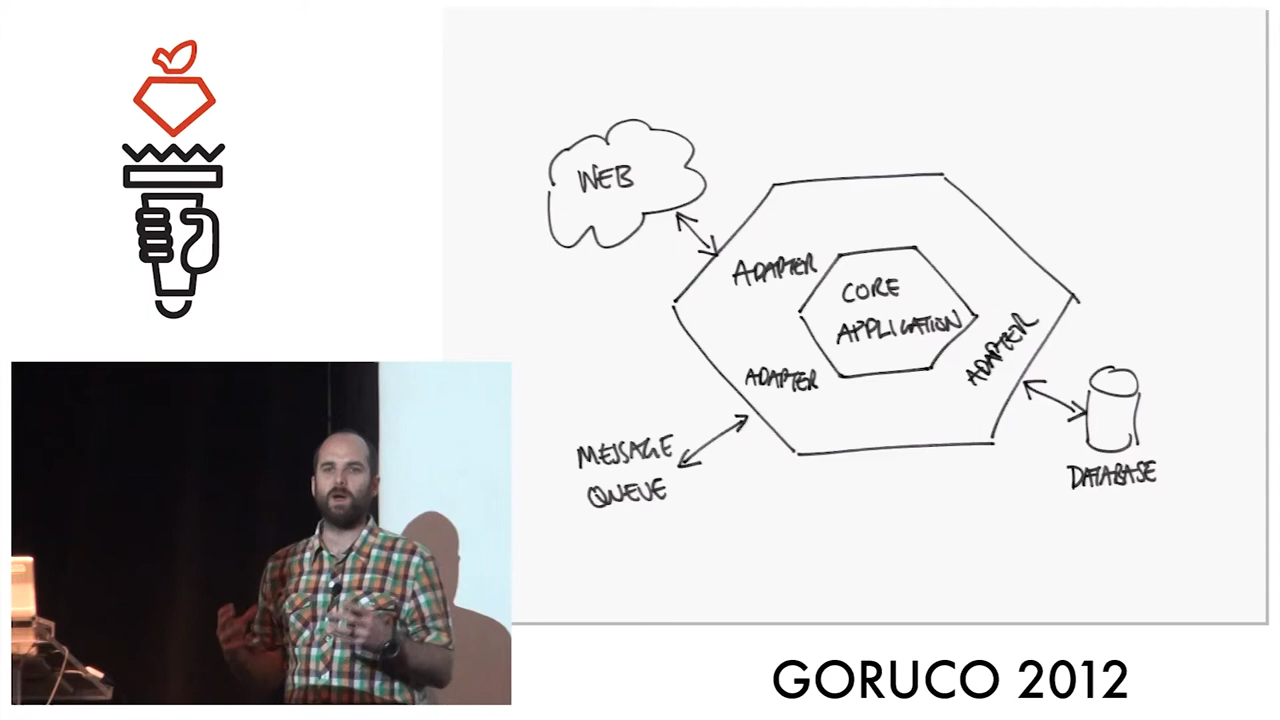 WEB
ADAPTER
CORE
APPLICATION
ADAPTER
ADAPTER
MESSAGE
QUEUE
DATABASE
GORUCO 2012